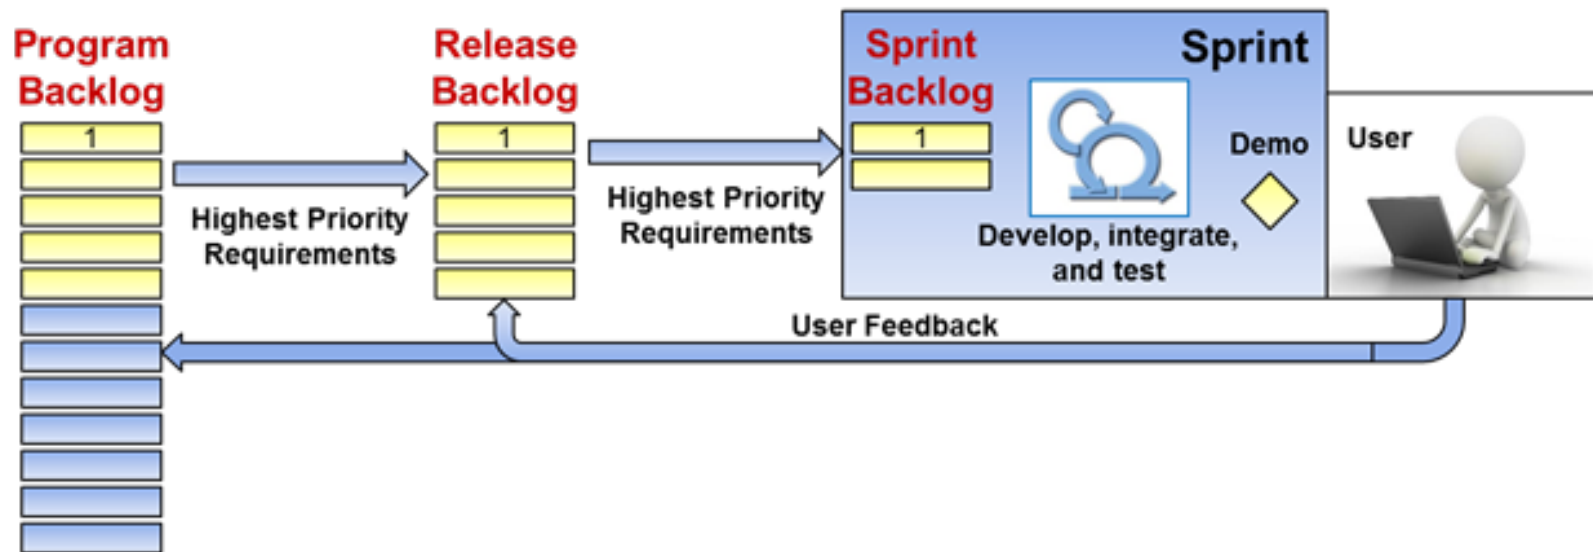 Program
Backlog
1
Highest Priority
Requirements
Release
Backlog
1
Highest Priority
Requirements
Sprint
Backlog
1
Sprint
Develop, integrate,
and test
Demo
User
User Feedback